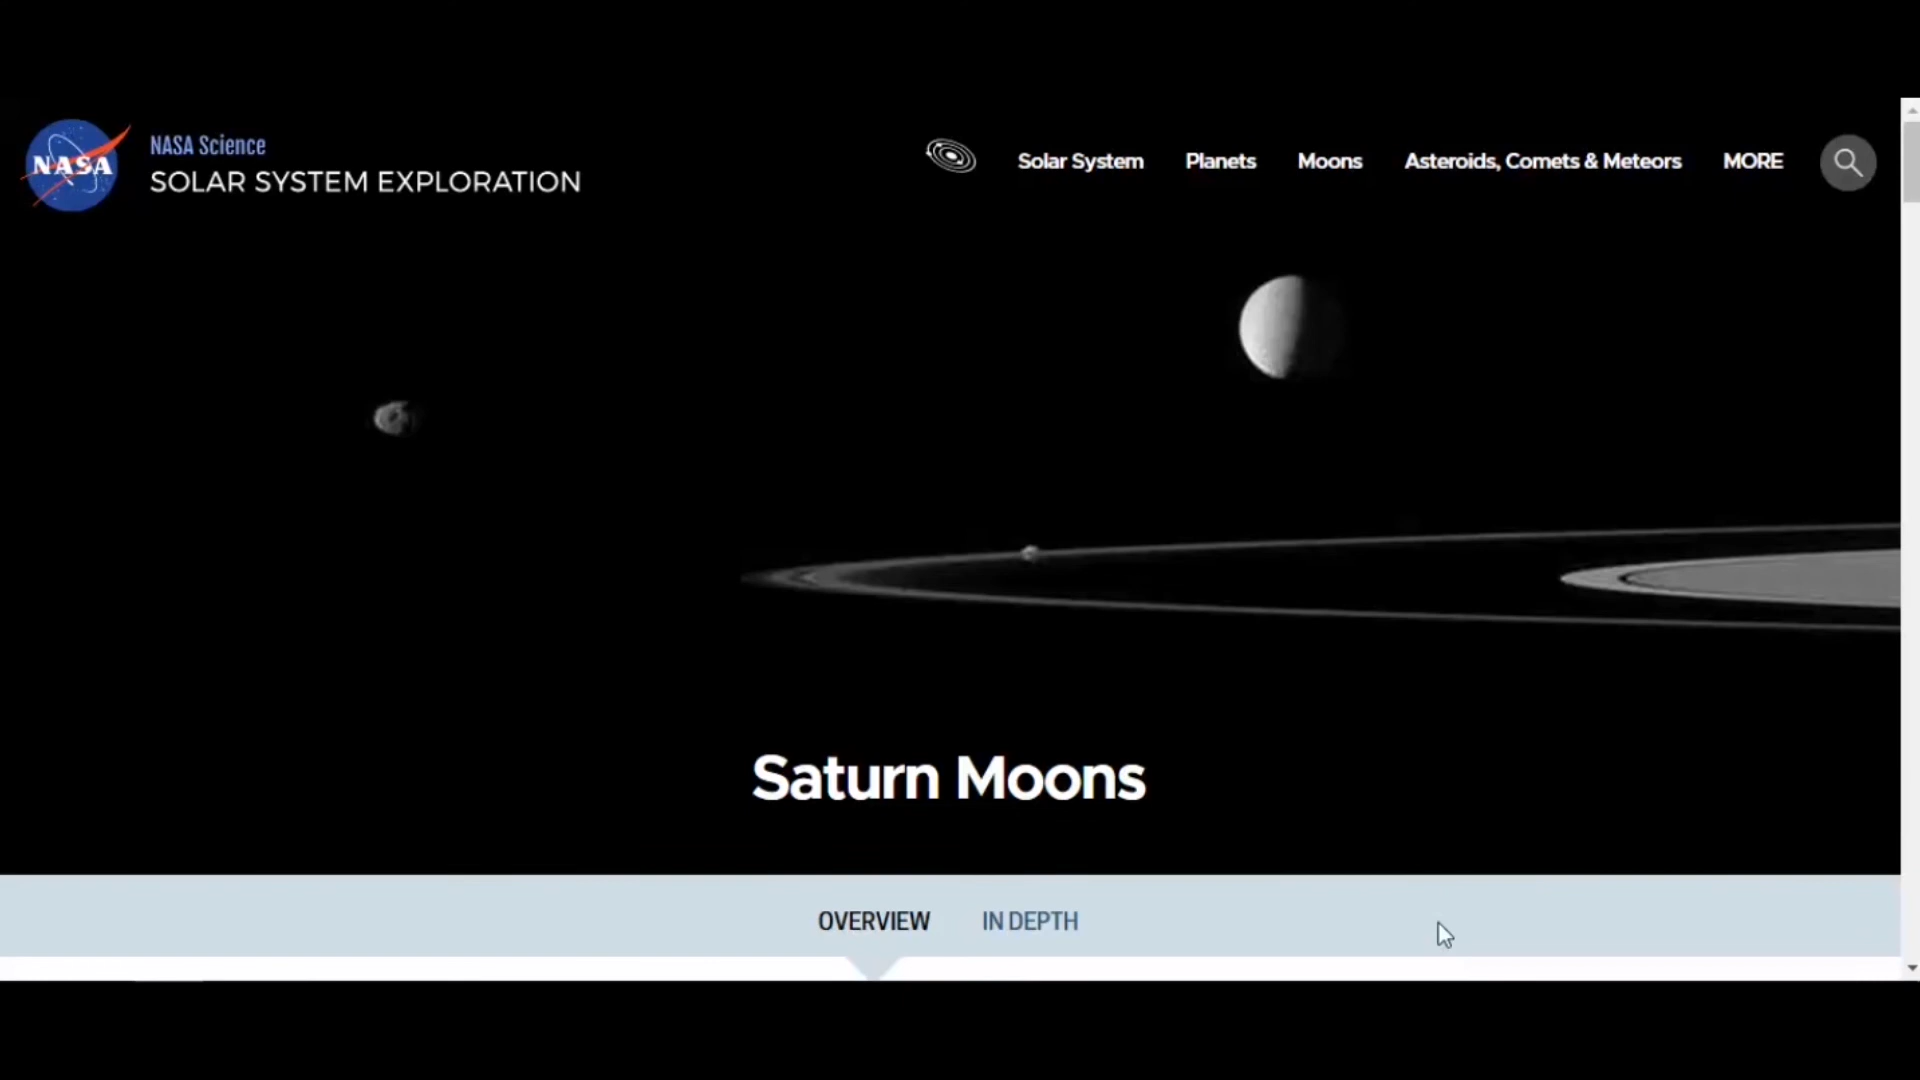 NASA
NASA Science
SOLAR SYSTEM EXPLORATION
Solar System Planets Moons Asteroids, Comets & Meteors MORE
Saturn Moons
OVERVIEW IN DEPTH